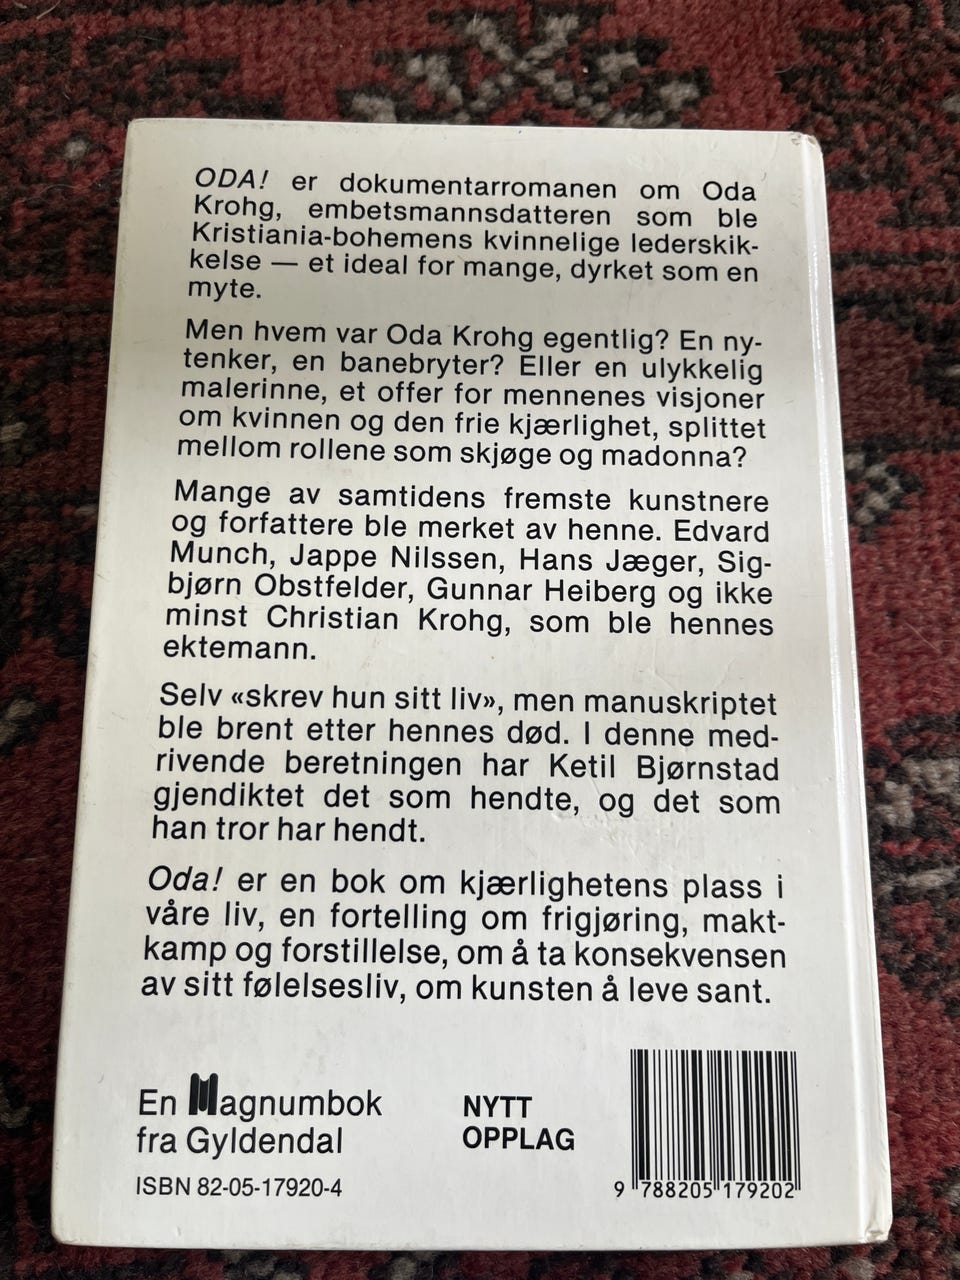 ODA! er dokumentarromanen om Oda
Krohg, embetsmannsdatteren som ble
Kristiania-bohemens kvinnelige lederskik-
kelse — et ideal for mange, dyrket som en
myte.
Men hvem var Oda Krohg egentlig? En ny-
tenker, en banebryter? Eller en ulykkelig
malerinne, et offer for mennenes visjoner
om kvinnen og den frie kjærlighet, splittet
mellom rollene som skjøge og madonna?
Mange av samtidens fremste kunstnere
og forfattere ble merket av henne. Edvard
Munch, Jappe Nilssen, Hans Jæger, Sig-
bjørn Obstfelder, Gunnar Heiberg og ikke
minst Christian Krohg, som ble hennes
ektemann.
Selv «skrev hun sitt liv», men manuskriptet
ble brent etter hennes død. I denne med-
rivende beretningen har Ketil Bjørnstad
gjendiktet det som hendte, og det som
han tror har hendt.
Oda! er en bok om kjærlighetens plass i
våre liv, en fortelling om frigjøring, makt-
kamp og forstillelse, om å ta konsekvensen
av sitt følelsesliv, om kunsten å leve sant.
En Magnumbok
fra Gyldendal
ISBN 82-05-17920-4
NYTT
OPPLAG
9 788205 179202